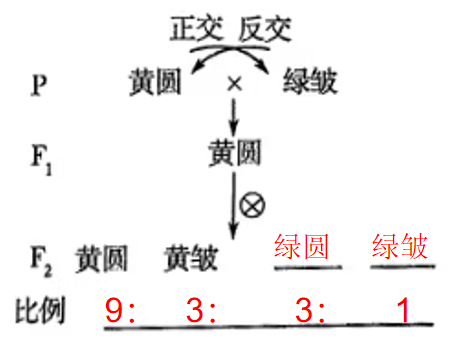 正交 反交
P 黄圆 × 绿皱
F₁ 黄圆
⊗
F₂ 黄圆 黄皱 绿圆 绿皱
比例 9： 3： 3： 1